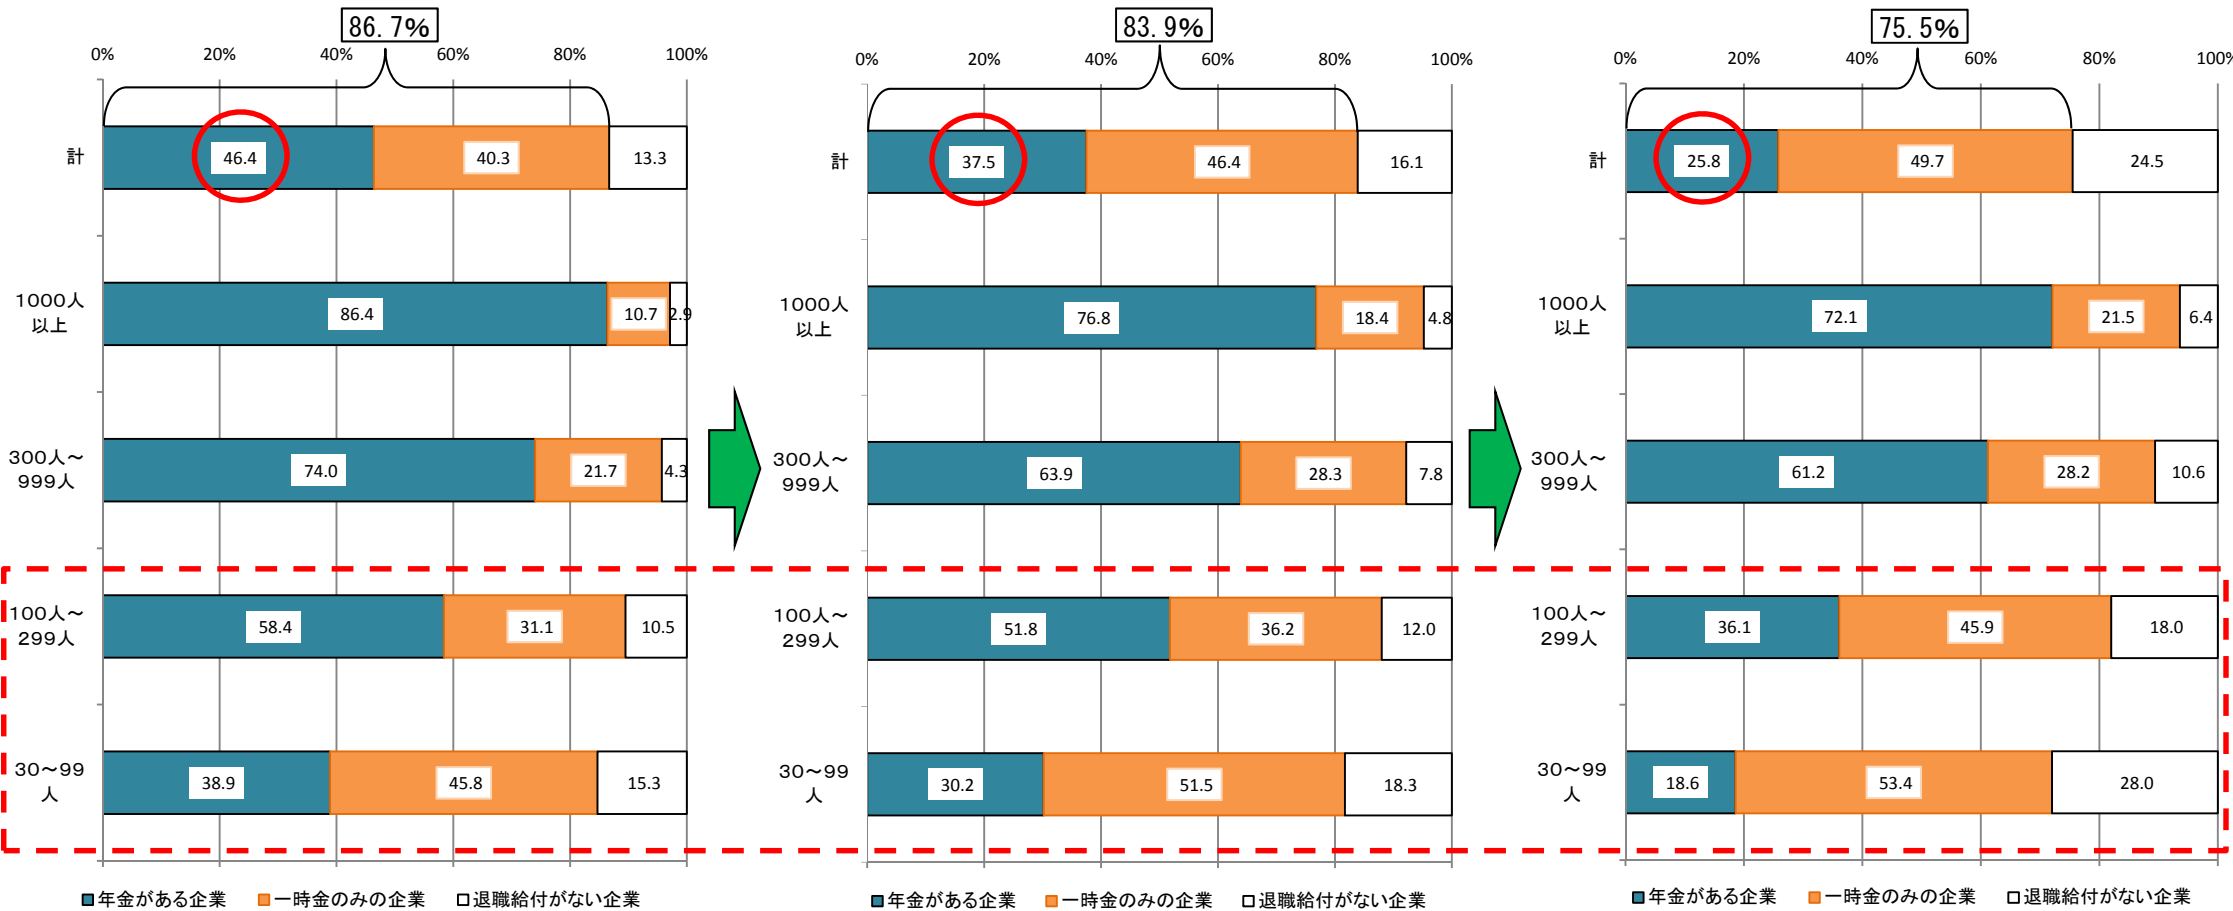 86.7%
0% 20% 40% 60% 80% 100%
計 46.4 40.3 13.3
1000人
以上
86.4 10.7 2.9
300人～
999人
74.0 21.7 4.3
100人～
299人
58.4 31.1 10.5
30～99
人
38.9 45.8 15.3
年金がある企業 一時金のみの企業 退職給付がない企業
83.9%
0% 20% 40% 60% 80% 100%
計 37.5 46.4 16.1
1000人
以上
76.8 18.4 4.8
300人～
999人
63.9 28.3 7.8
100人～
299人
51.8 36.2 12.0
30～99
人
30.2 51.5 18.3
年金がある企業 一時金のみの企業 退職給付がない企業
75.5%
0% 20% 40% 60% 80% 100%
計 25.8 49.7 24.5
1000人
以上
72.1 21.5 6.4
300人～
999人
61.2 28.2 10.6
100人～
299人
36.1 45.9 18.0
30～99
人
18.6 53.4 28.0
年金がある企業 一時金のみの企業 退職給付がない企業